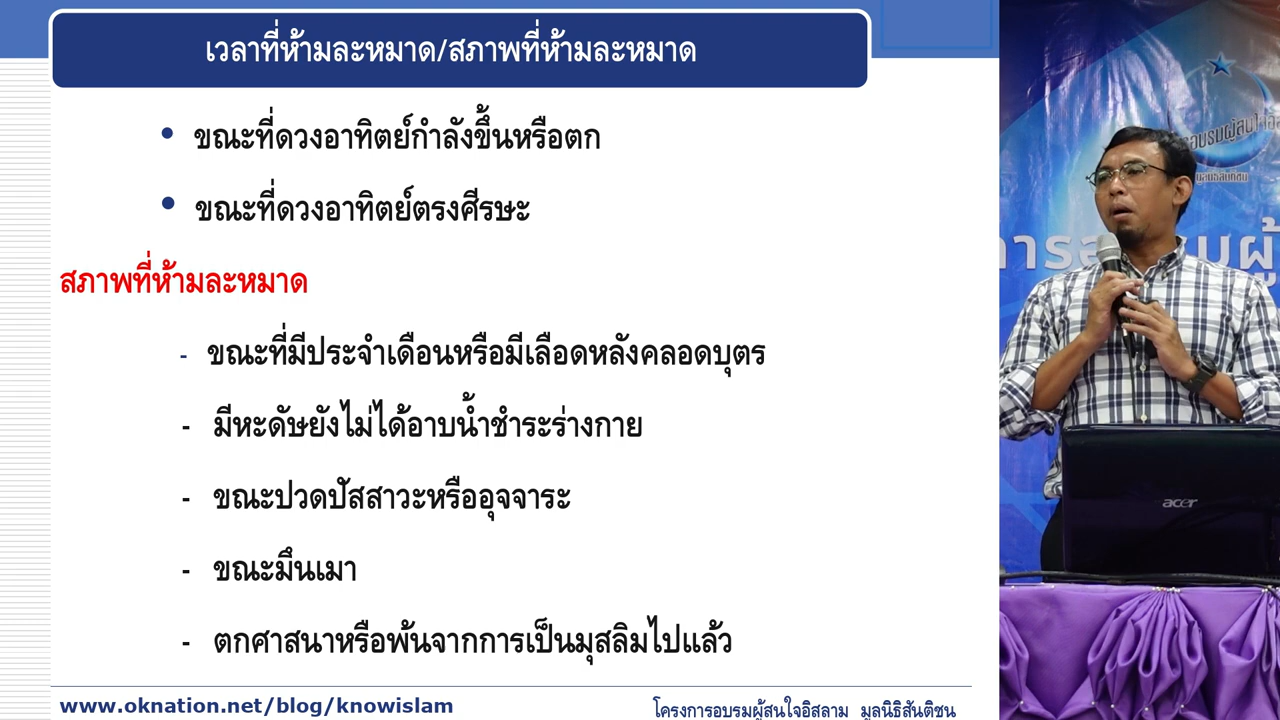 เวลาที่ห้ามละหมาด/สภาพที่ห้ามละหมาด
• ขณะที่ดวงอาทิตย์กำลังขึ้นหรือตก
• ขณะที่ดวงอาทิตย์ตรงศีรษะ
สภาพที่ห้ามละหมาด
- ขณะที่มีประจำเดือนหรือมีเลือดหลังคลอดบุตร
- มีหะดัษยังไม่ได้อาบน้ำชำระร่างกาย
- ขณะปวดปัสสาวะหรืออุจจาระ
- ขณะมึนเมา
- ตกศาสนาหรือพ้นจากการเป็นมุสลิมไปแล้ว
www.oknation.net/blog/knowislam
โครงการอบรมผู้สนใจอิสลาม มูลนิธิสันติชน
acer